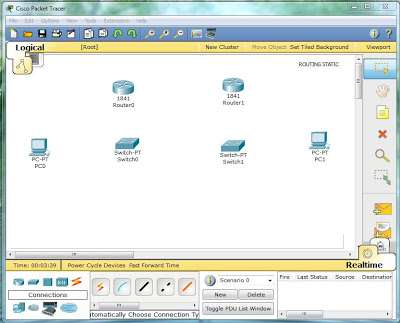 Cisco Packet Tracer
File Edit Options View Tools Extensions Help
Logical [Root] New Cluster Move Object Set Tiled Background Viewport
ROUTING STATIC
1841
Router0
1841
Router1
PC-PT
PC0
Switch-PT
Switch0
Switch-PT
Switch1
PC-PT
PC1
Time: 00:03:29 Power Cycle Devices Fast Forward Time Realtime
Connections
Automatically Choose Connection Ty
Scenario 0
New Delete
Toggle PDU List Window
Fire Last Status Source Destination